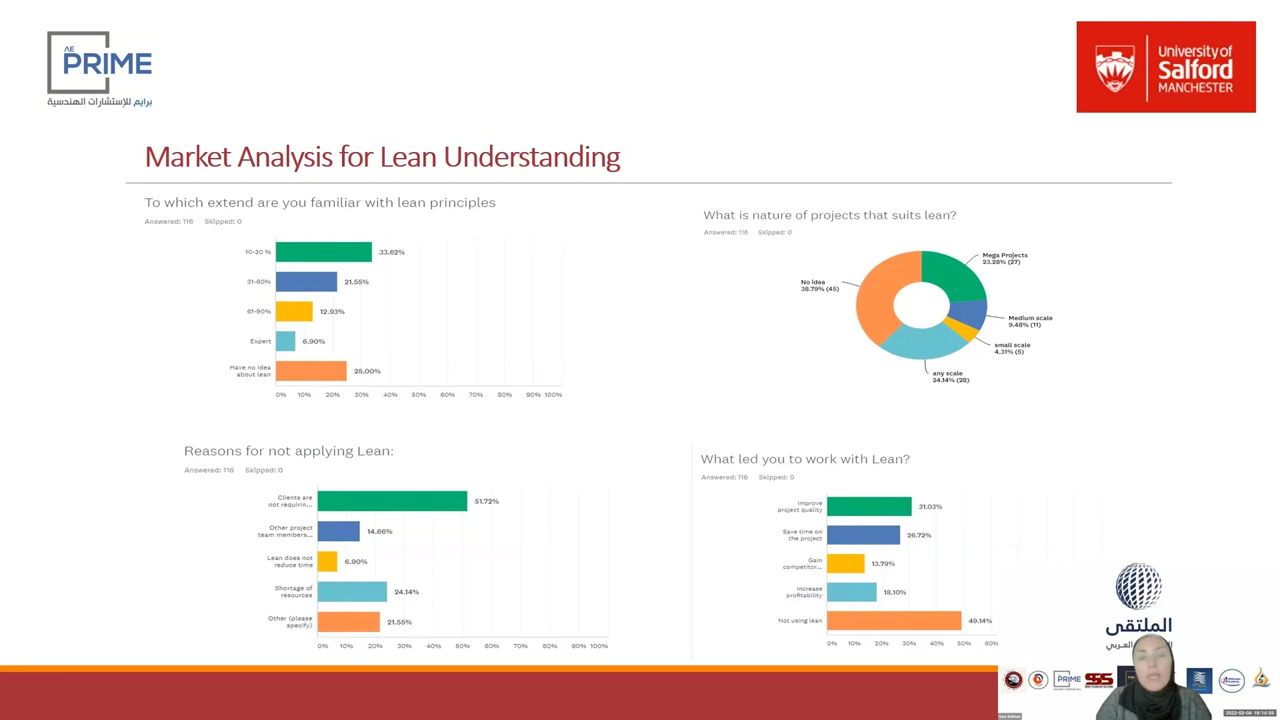 AE
PRIME
برايم للإستشارات الهندسية
University of
Salford
MANCHESTER
Market Analysis for Lean Understanding
To which extend are you familiar with lean principles
Answered: 116 Skipped: 0
10-30 %
33.62%
31-60%
21.55%
61-90%
12.93%
Expert
6.90%
Have no idea
about lean
25.00%
0% 10% 20% 30% 40% 50% 60% 70% 80% 90% 100%
What is nature of projects that suits lean?
Answered: 116 Skipped: 0
Mega Projects
23.28% (27)
No idea
38.79% (45)
Medium scale
9.48% (11)
small scale
4.31% (5)
any scale
24.14% (28)
Reasons for not applying Lean:
Answered: 116 Skipped: 0
Clients are
not requirin...
51.72%
Other project
team members...
14.66%
Lean does not
reduce time
6.90%
Shortage of
resources
24.14%
Other (please
specify)
21.55%
0% 10% 20% 30% 40% 50% 60% 70% 80% 90% 100%
What led you to work with Lean?
Answered: 116 Skipped: 0
Improve
project quality
31.03%
Save time on
the project
26.72%
Gain
competitor...
13.79%
Increase
profitability
18.10%
Not using lean
49.14%
0% 10% 20% 30% 40% 50% 60%
الملتقى
العربي
PRIME
SSS